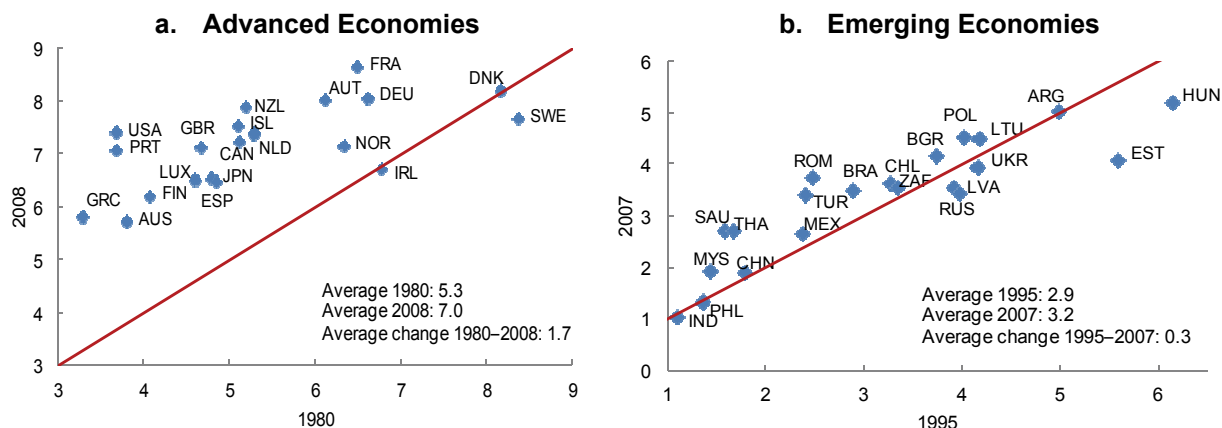 a. Advanced Economies
9
8
7
6
5
4
3
2008
FRA
AUT
DEU
DNK
SWE
NZL
ISL
USA
GBR
PRT
CAN
NLD
NOR
IRL
LUX
JPN
FIN
ESP
GRC
AUS
Average 1980: 5.3
Average 2008: 7.0
Average change 1980–2008: 1.7
3 4 5 6 7 8 9
1980
b. Emerging Economies
6
5
4
3
2
1
0
2007
HUN
ARG
POL
LTU
BGR
UKR
EST
ROM
BRA
CHL
ZAF
LVA
TUR
RUS
SAU
THA
MEX
MYS
CHN
PHL
IND
Average 1995: 2.9
Average 2007: 3.2
Average change 1995–2007: 0.3
1 2 3 4 5 6
1995